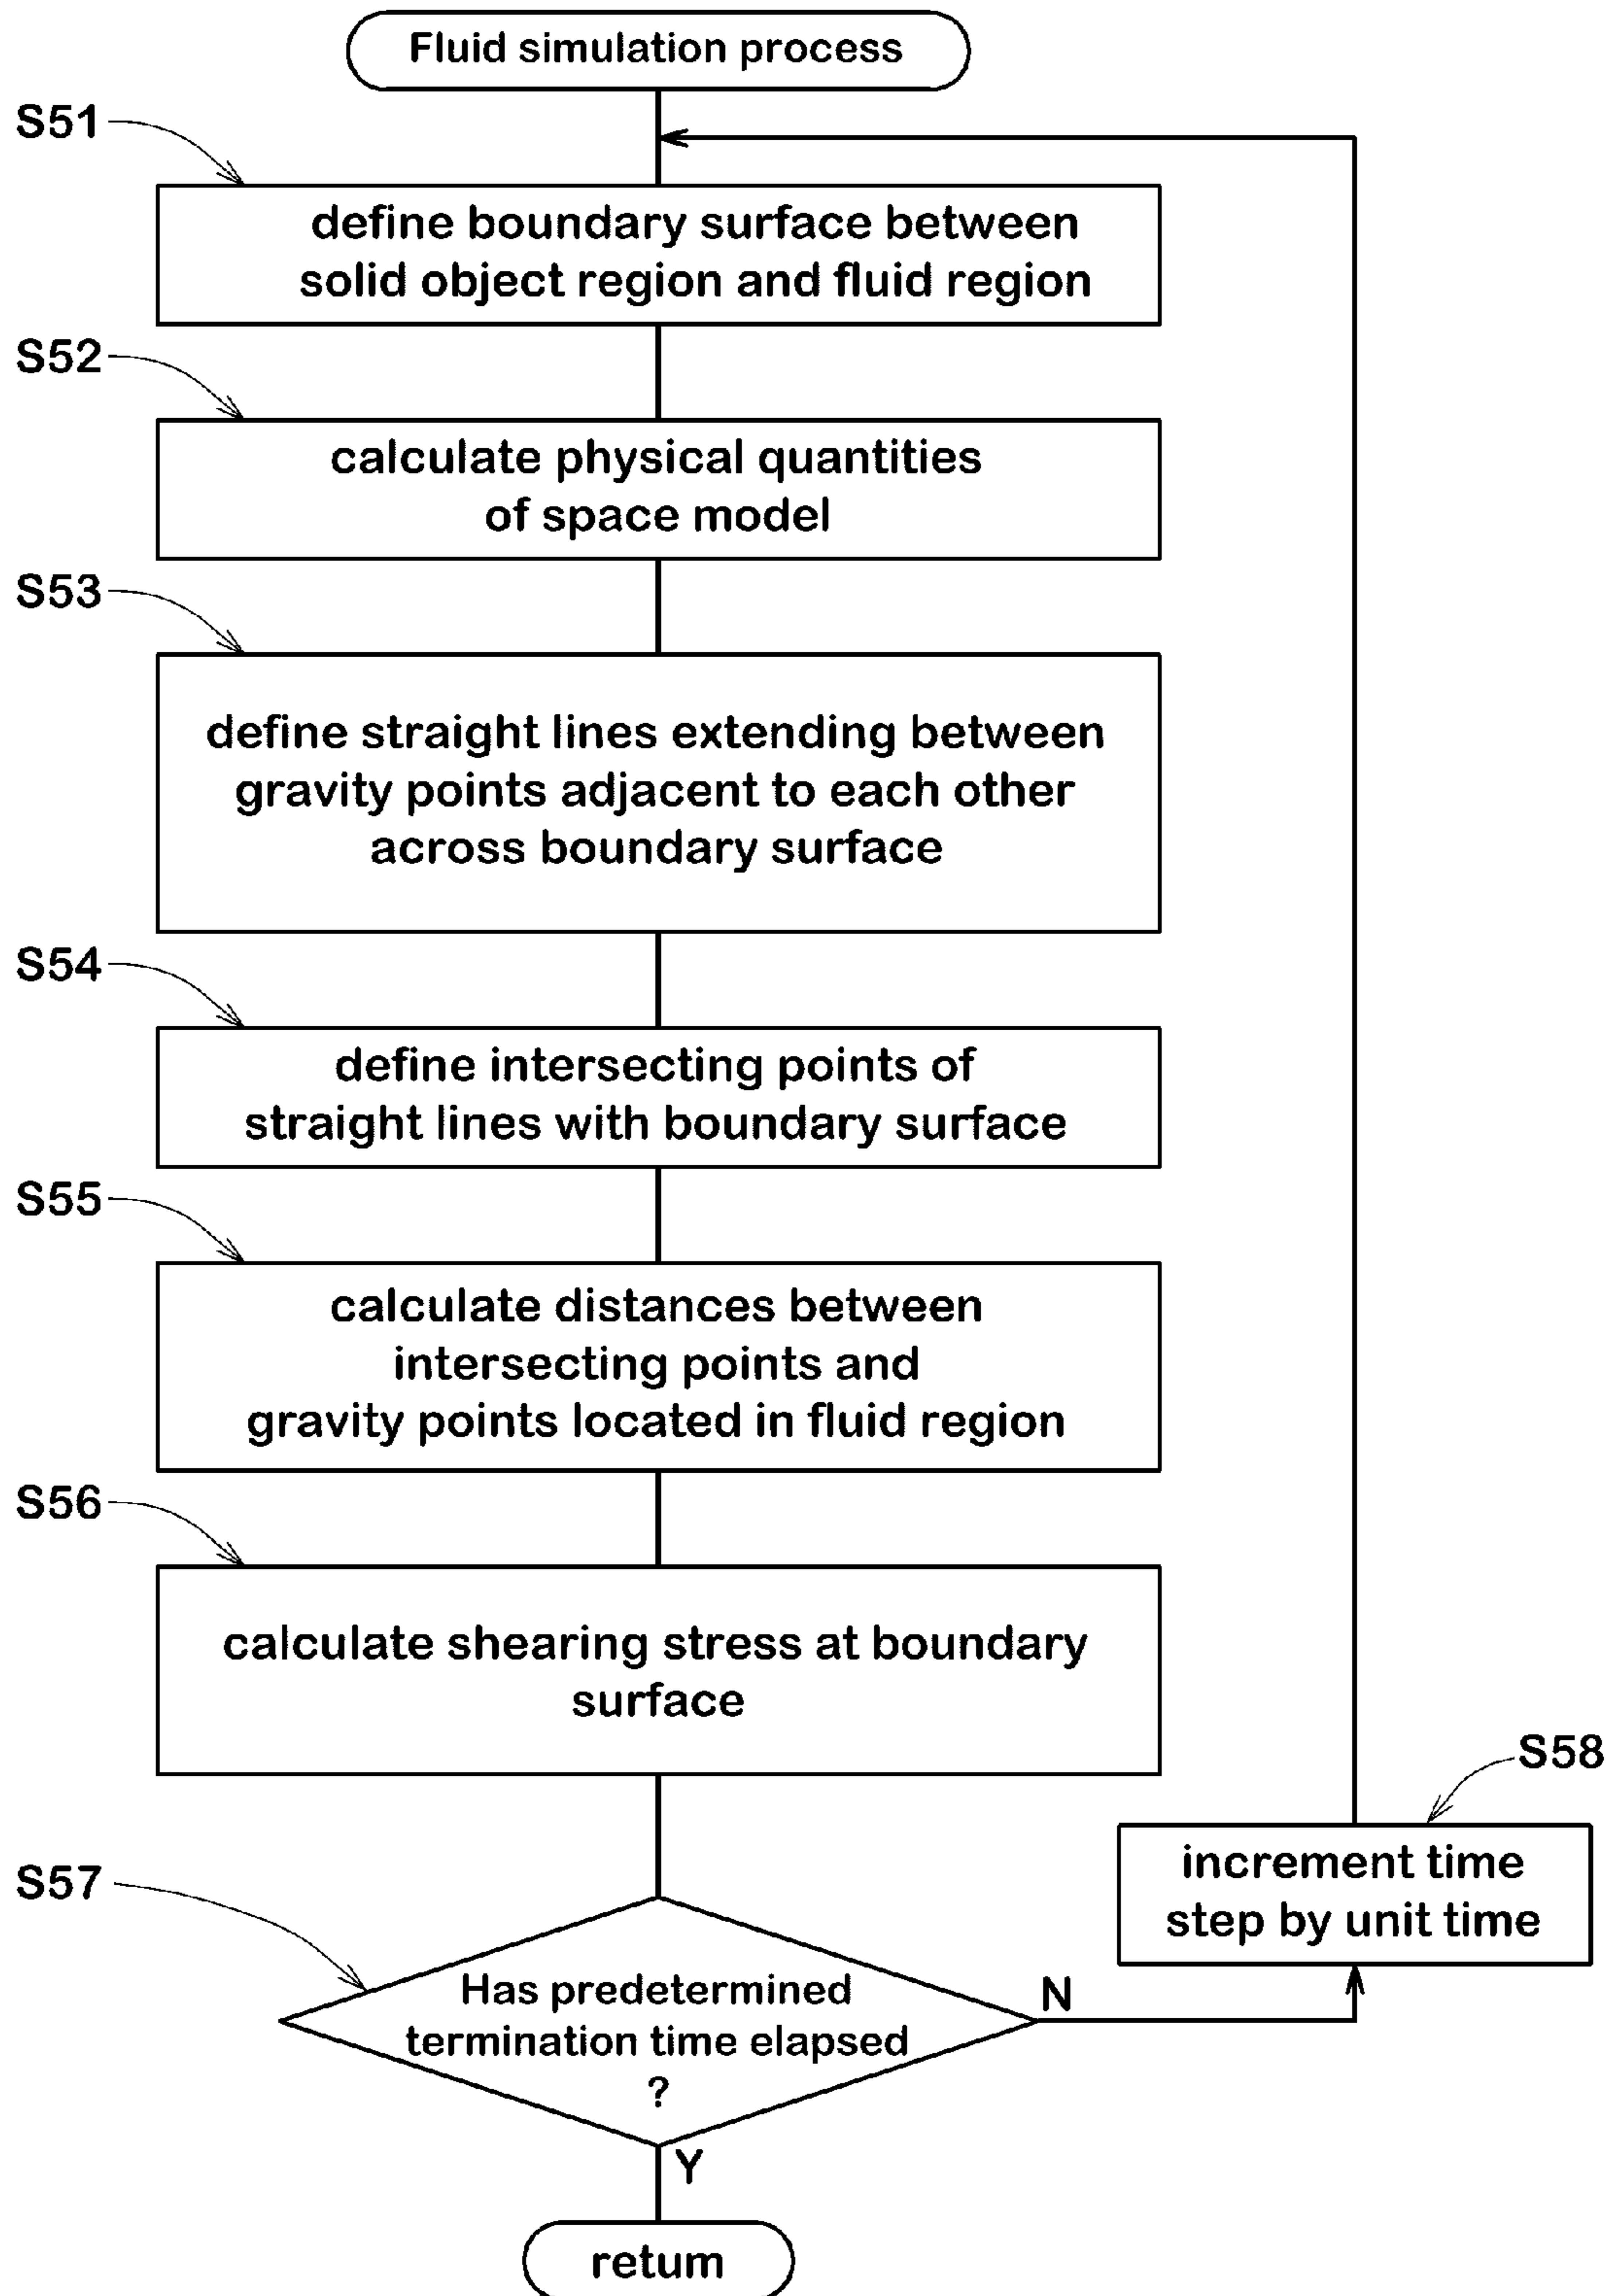 Fluid simulation process
S51
define boundary surface between
solid object region and fluid region
S52
calculate physical quantities
of space model
S53
define straight lines extending between
gravity points adjacent to each other
across boundary surface
S54
define intersecting points of
straight lines with boundary surface
S55
calculate distances between
intersecting points and
gravity points located in fluid region
S56
calculate shearing stress at boundary
surface
S58
increment time
step by unit time
S57
Has predetermined
termination time elapsed
?
N
Y
return